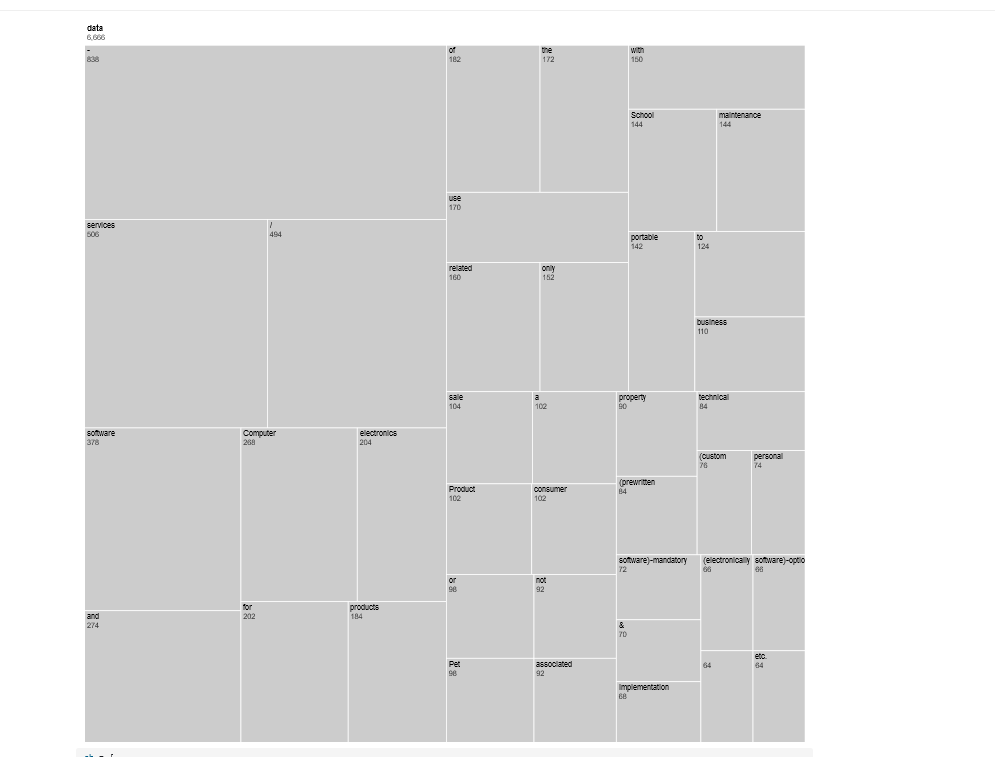 data
6,666
-
838
of
182
the
172
with
150
School
144
maintenance
144
use
170
services
506
/
494
portable
142
to
124
related
160
only
152
business
110
sale
104
a
102
property
90
technical
84
software
378
Computer
268
electronics
204
(custom
76
personal
74
(prewritten
84
Product
102
consumer
102
software)-mandatory
72
(electronically
66
software)-optio
66
or
98
not
92
for
202
products
184
and
274
&
70
64
etc.
64
Pet
98
associated
92
implementation
68